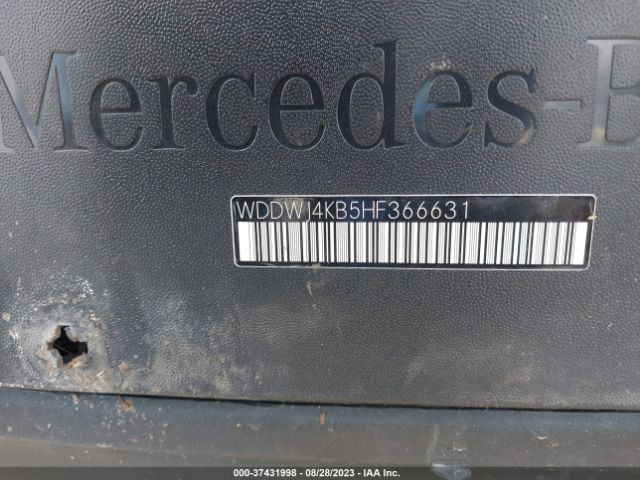 Mercedes-B
WDDWJ4KB5HF366631
000-37431998 - 08/28/2023 - IAA Inc.